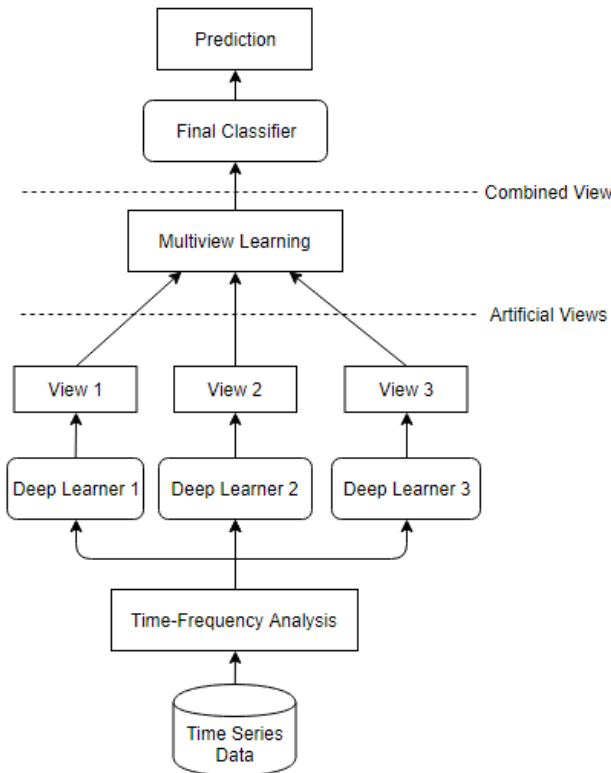 Prediction
Final Classifier
Combined View
Multiview Learning
Artificial Views
View 1
View 2
View 3
Deep Learner 1
Deep Learner 2
Deep Learner 3
Time-Frequency Analysis
Time Series
Data